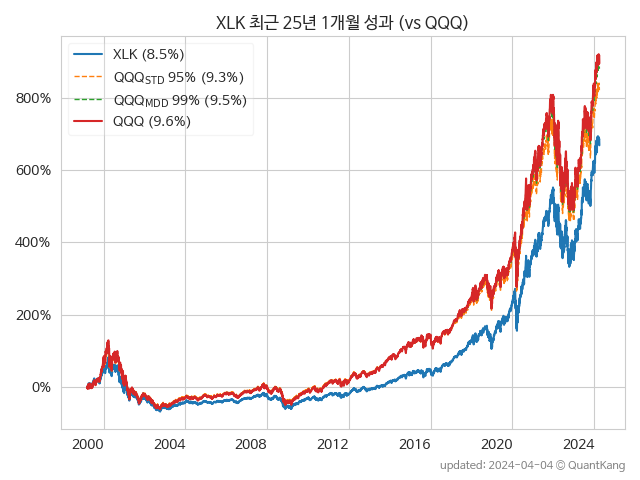 XLK 최근 25년 1개월 성과 (vs QQQ)
XLK (8.5%)
QQQSTD 95% (9.3%)
QQQMDD 99% (9.5%)
QQQ (9.6%)
800%
600%
400%
200%
0%
2000 2004 2008 2012 2016 2020 2024
updated: 2024-04-04 © QuantKang